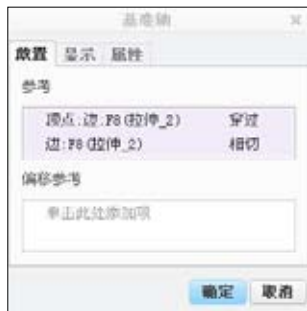 基准轴
放置 显示 属性
参考
顶点:边:F8(拉伸_2) 穿过
边:F8(拉伸_2) 相切
偏移参考
单击此处添加项
确定 取消